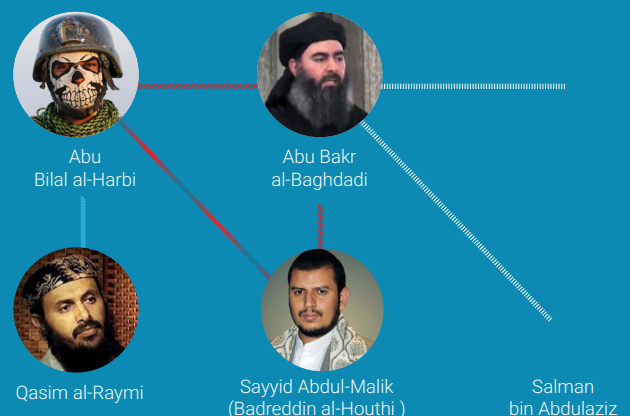 Abu
Bilal al-Harbi
Abu Bakr
al-Baghdadi
Qasim al-Raymi
Sayyid Abdul-Malik
(Badreddin al-Houthi )
Salman
bin Abdulaziz